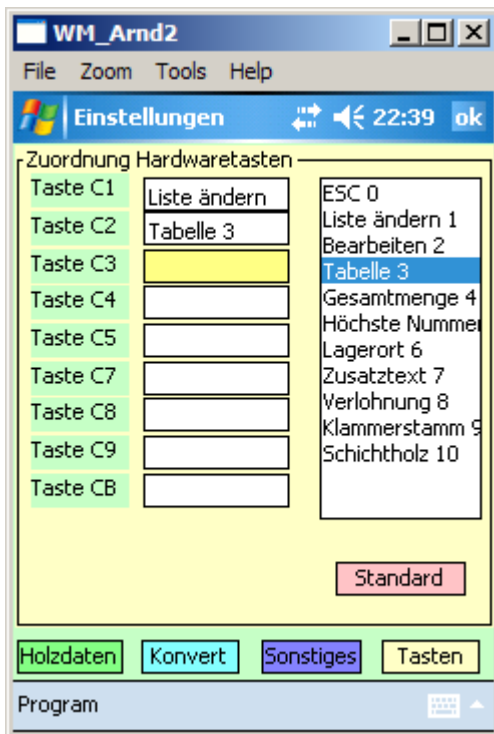 WM_Arnd2
File Zoom Tools Help
Einstellungen 22:39 ok
Zuordnung Hardwaretasten
Taste C1 Liste ändern
Taste C2 Tabelle 3
Taste C3
Taste C4
Taste C5
Taste C7
Taste C8
Taste C9
Taste CB
ESC 0
Liste ändern 1
Bearbeiten 2
Tabelle 3
Gesamtmenge 4
Höchste Nummer
Lagerort 6
Zusatztext 7
Verlohnung 8
Klammerstamm 9
Schichtholz 10
Standard
Holzdaten Konvert Sonstiges Tasten
Program